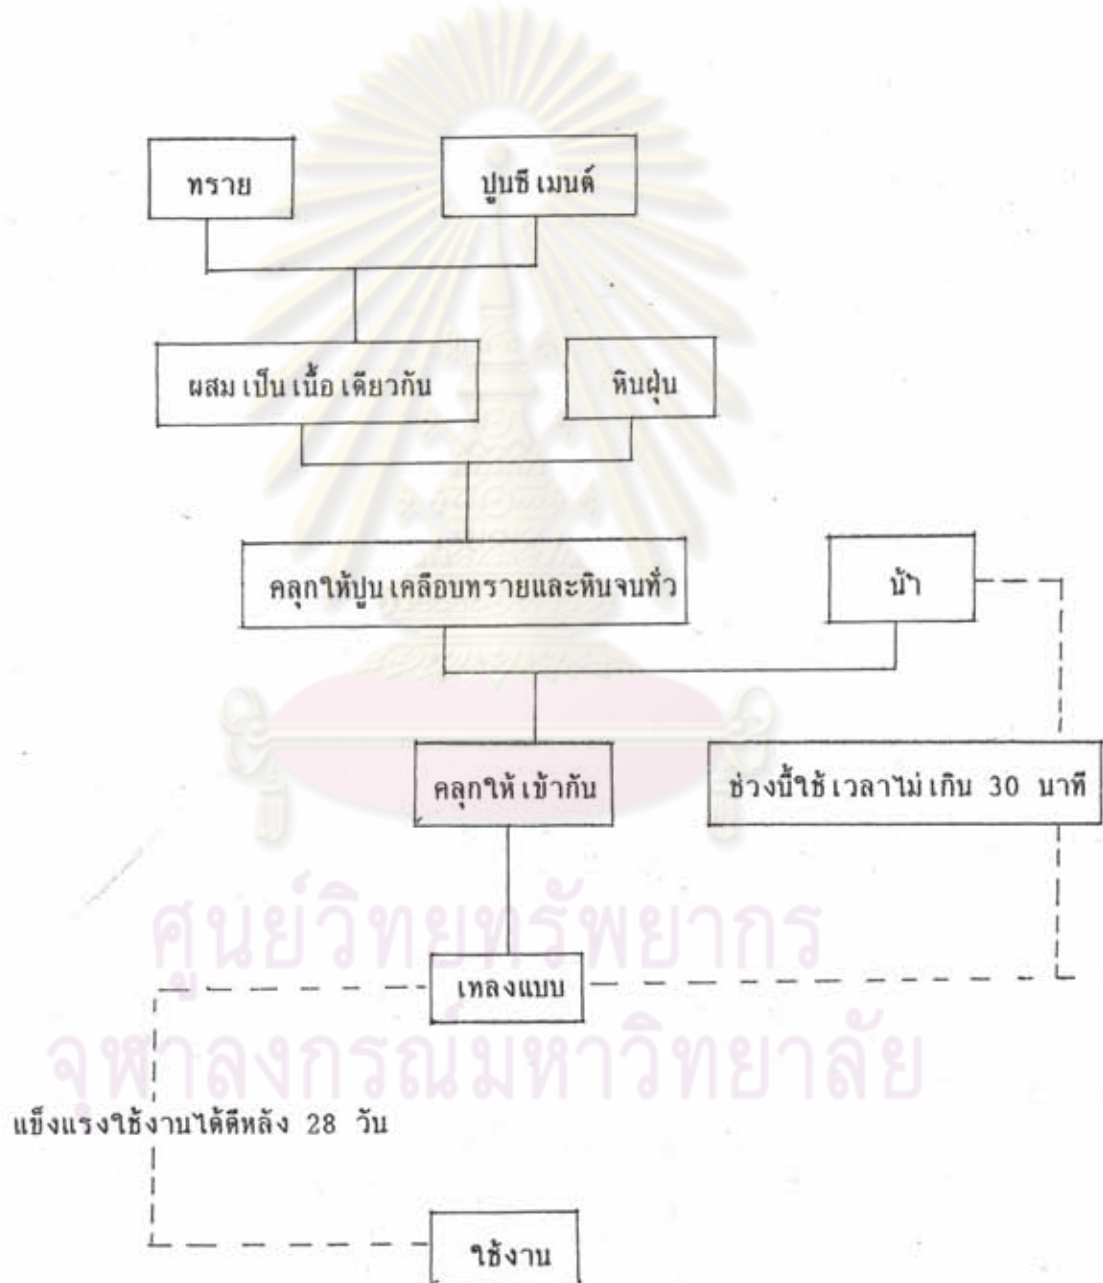 ทราย
ปูนซีเมนต์
ผสมเป็นเนื้อเดียวกัน
หินฝุ่น
คลุกให้ปูนเคลือบทรายและหินจนทั่ว
น้ำ
คลุกให้เข้ากัน
ช่วงนี้ใช้เวลาไม่เกิน 30 นาที
ศูนย์วิทยทรัพยากร
เทลงแบบ
จุฬาลงกรณ์มหาวิทยาลัย
แข็งแรงใช้งานได้ดีหลัง 28 วัน
ใช้งาน